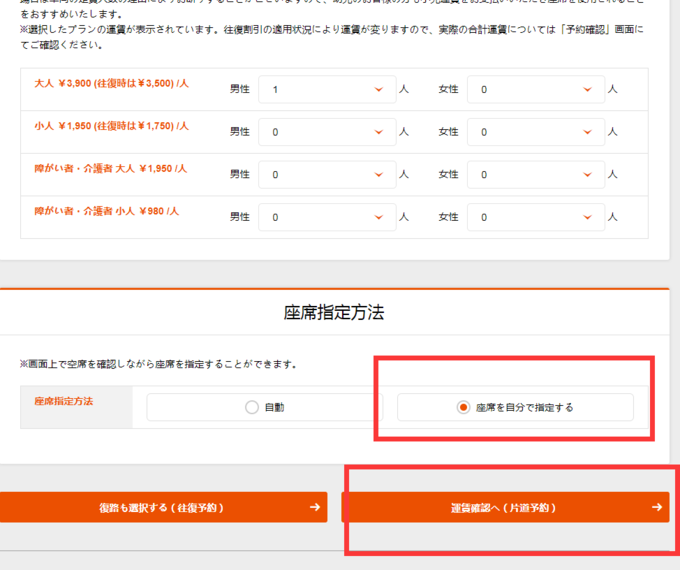 をおすすめいたします。
※選択したプランの運賃が表示されています。往復割引の適用状況により運賃が変りますので、実際の合計運賃については「予約確認」画面に
てご確認ください。
大人 ￥3,900 (往復時は￥3,500) /人 男性 1 人 女性 0 人
小人 ￥1,950 (往復時は￥1,750) /人 男性 0 人 女性 0 人
障がい者・介護者 大人 ￥1,950 /人 男性 0 人 女性 0 人
障がい者・介護者 小人 ￥980 /人 男性 0 人 女性 0 人
座席指定方法
※画面上で空席を確認しながら座席を指定することができます。
座席指定方法 自動 座席を自分で指定する
復路も選択する ( 往復予約 ) 運賃確認へ ( 片道予約 )